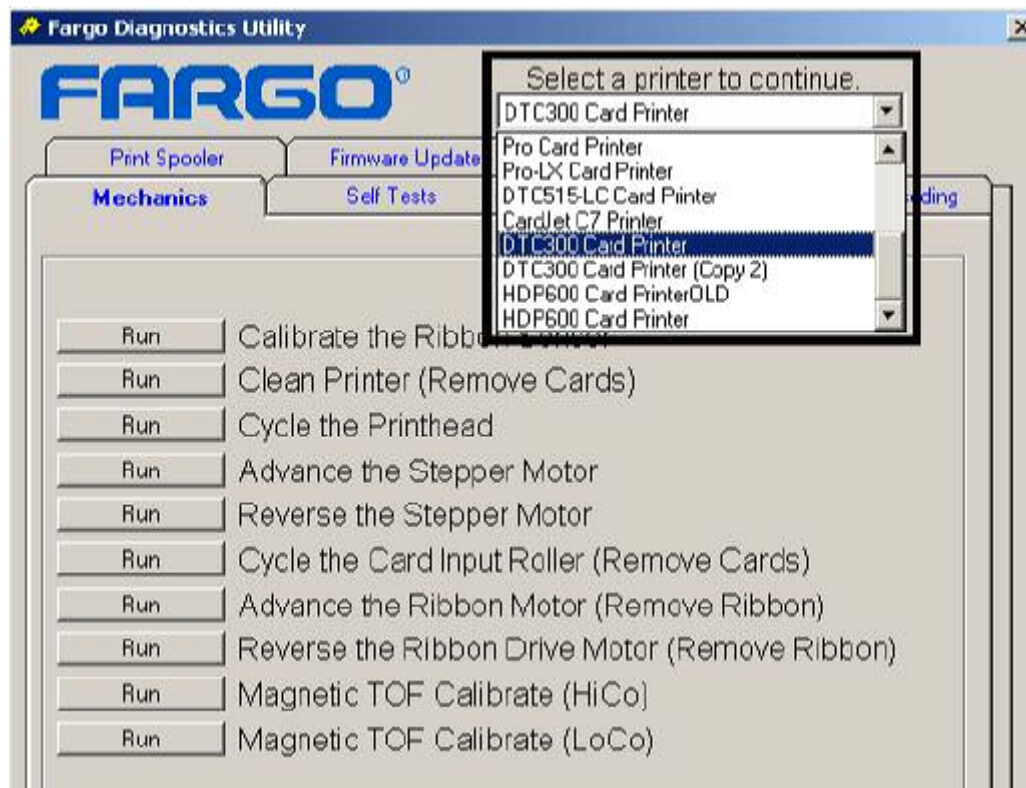 Fargo Diagnostics Utility
FARGO®
Select a printer to continue.
DTC300 Card Printer
Pro Card Printer
Pro-LX Card Printer
DTC515-LC Card Printer
CardJet C7 Printer
DTC300 Card Printer
DTC300 Card Printer (Copy 2)
HDP600 Card PrinterOLD
HDP600 Card Printer
Print Spooler
Firmware Update
Mechanics
Self Tests
Run Calibrate the Ribbon
Run Clean Printer (Remove Cards)
Run Cycle the Printhead
Run Advance the Stepper Motor
Run Reverse the Stepper Motor
Run Cycle the Card Input Roller (Remove Cards)
Run Advance the Ribbon Motor (Remove Ribbon)
Run Reverse the Ribbon Drive Motor (Remove Ribbon)
Run Magnetic TOF Calibrate (HiCo)
Run Magnetic TOF Calibrate (LoCo)